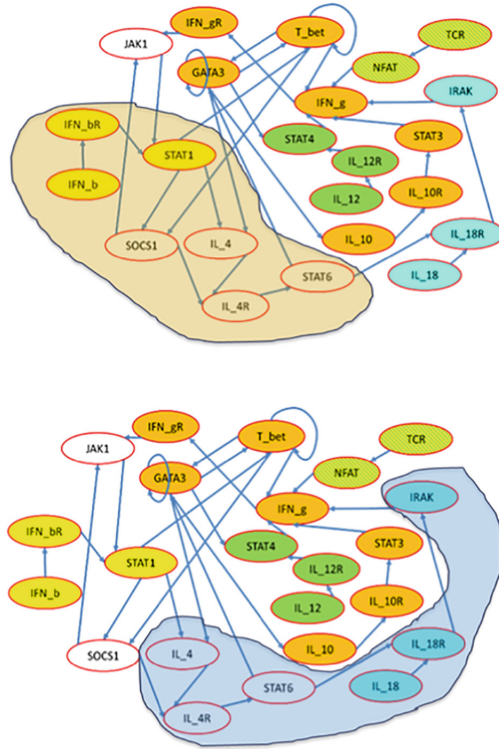 IFN_gR
T_bet
JAK1
TCR
NFAT
GATA3
IRAK
IFN_g
IFN_bR
STAT4
STAT3
STAT1
IL_12R
IFN_b
IL_12
IL_10R
SOCS1
IL_4
IL_10
IL_18R
STAT6
IL_18
IL_4R
IFN_gR
T_bet
JAK1
TCR
NFAT
GATA3
IRAK
IFN_g
IFN_bR
STAT4
STAT3
STAT1
IL_12R
IFN_b
IL_12
IL_10R
SOCS1
IL_4
IL_10
IL_18R
STAT6
IL_18
IL_4R